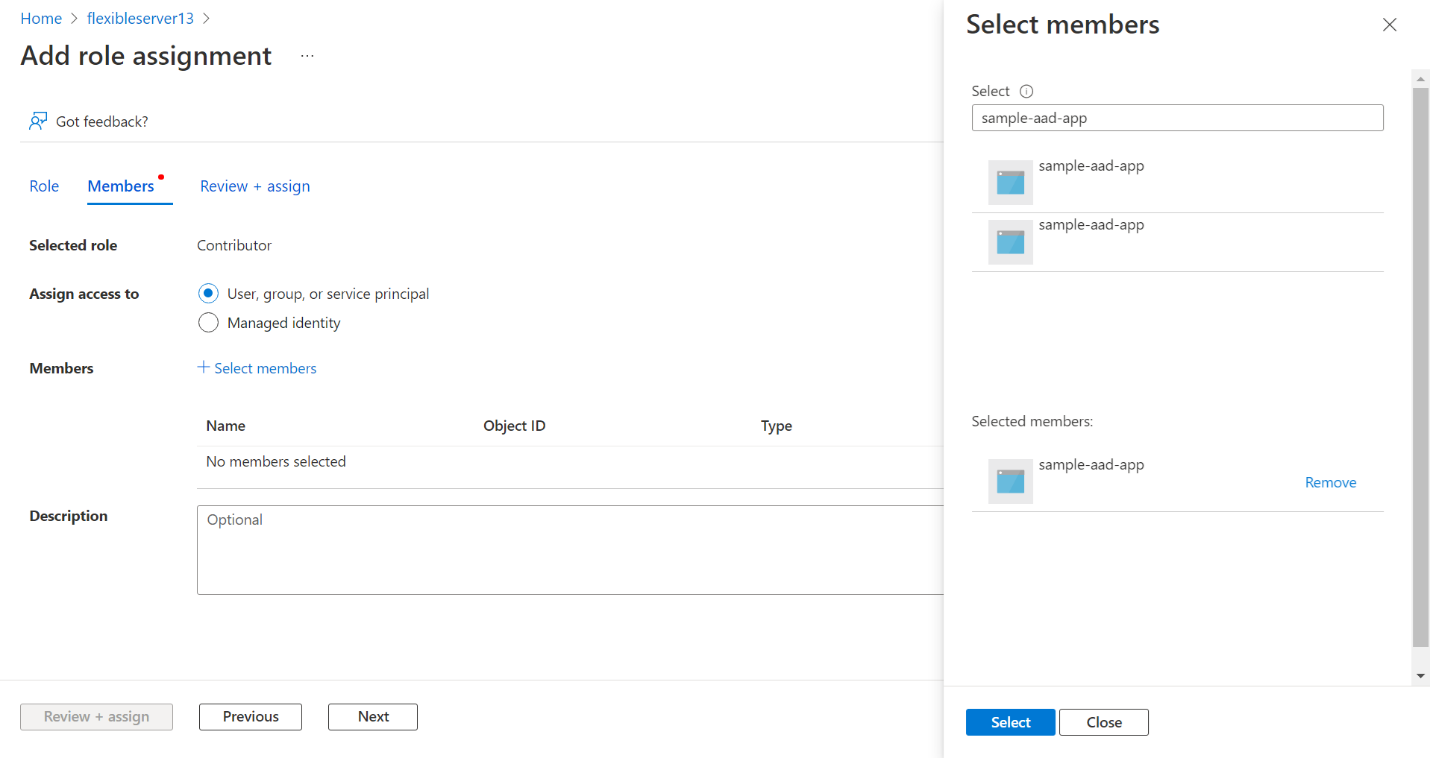 Home > flexibleserver13 >
Add role assignment ...
Got feedback?
Role Members Review + assign
Selected role Contributor
Assign access to User, group, or service principal
Managed identity
Members + Select members
Name Object ID Type
No members selected
Description Optional
Review + assign Previous Next
Select members
Select
sample-aad-app
sample-aad-app
sample-aad-app
Selected members:
sample-aad-app
Remove
Select Close